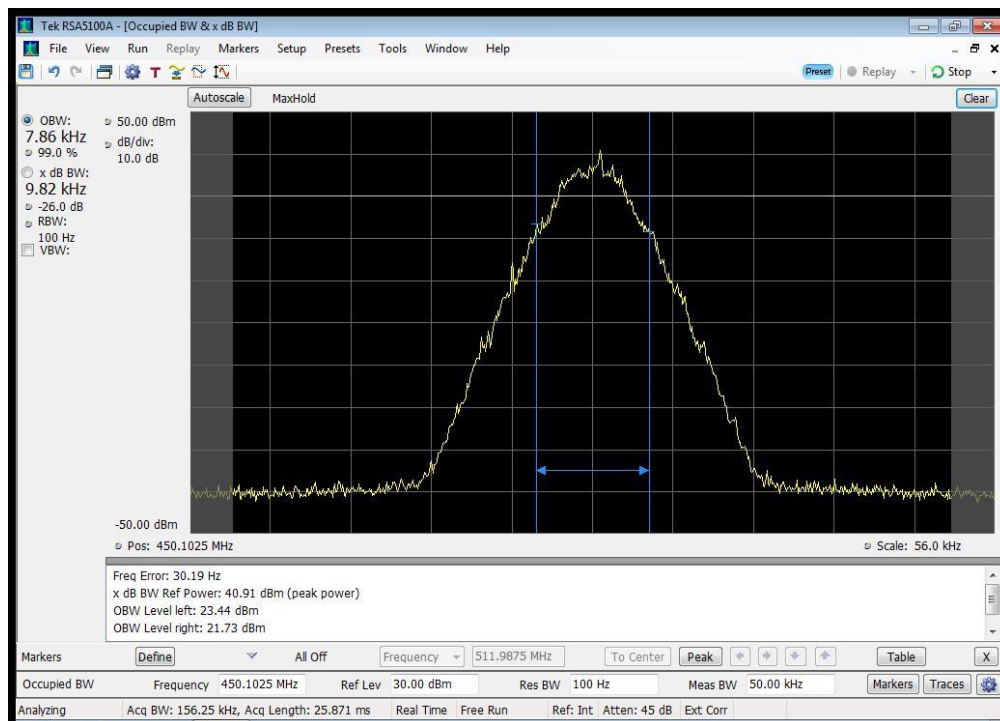 Tek RSA5100A - [Occupied BW & x dB BW]
File View Run Replay Markers Setup Presets Tools Window Help
T Preset Replay Stop
Autoscale MaxHold Clear
OBW:
7.86 kHz
99.0 %
x dB BW:
9.82 kHz
-26.0 dB
RBW:
100 Hz
VBW:
50.00 dBm
dB/div:
10.0 dB
-50.00 dBm
Pos: 450.1025 MHz Scale: 56.0 kHz
Freq Error: 30.19 Hz
x dB BW Ref Power: 40.91 dBm (peak power)
OBW Level left: 23.44 dBm
OBW Level right: 21.73 dBm
Markers Define All Off Frequency 511.9875 MHz To Center Peak Table X
Occupied BW Frequency 450.1025 MHz Ref Lev 30.00 dBm Res BW 100 Hz Meas BW 50.00 kHz Markers Traces
Analyzing Acq BW: 156.25 kHz, Acq Length: 25.871 ms Real Time Free Run Ref: Int Atten: 45 dB Ext Corr